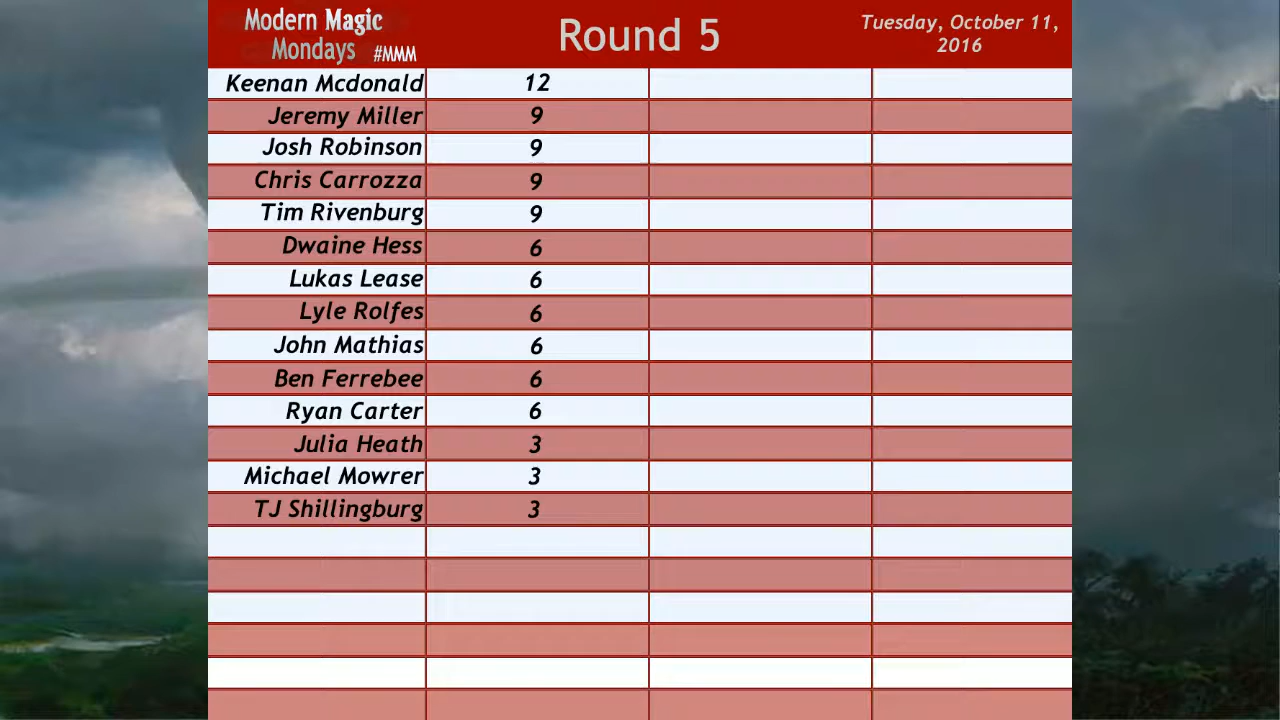 Modern Magic
Mondays #MMM
Round 5
Tuesday, October 11,
2016
Keenan Mcdonald 12
Jeremy Miller 9
Josh Robinson 9
Chris Carrozza 9
Tim Rivenburg 9
Dwaine Hess 6
Lukas Lease 6
Lyle Rolfes 6
John Mathias 6
Ben Ferrebee 6
Ryan Carter 6
Julia Heath 3
Michael Mowrer 3
TJ Shillingburg 3